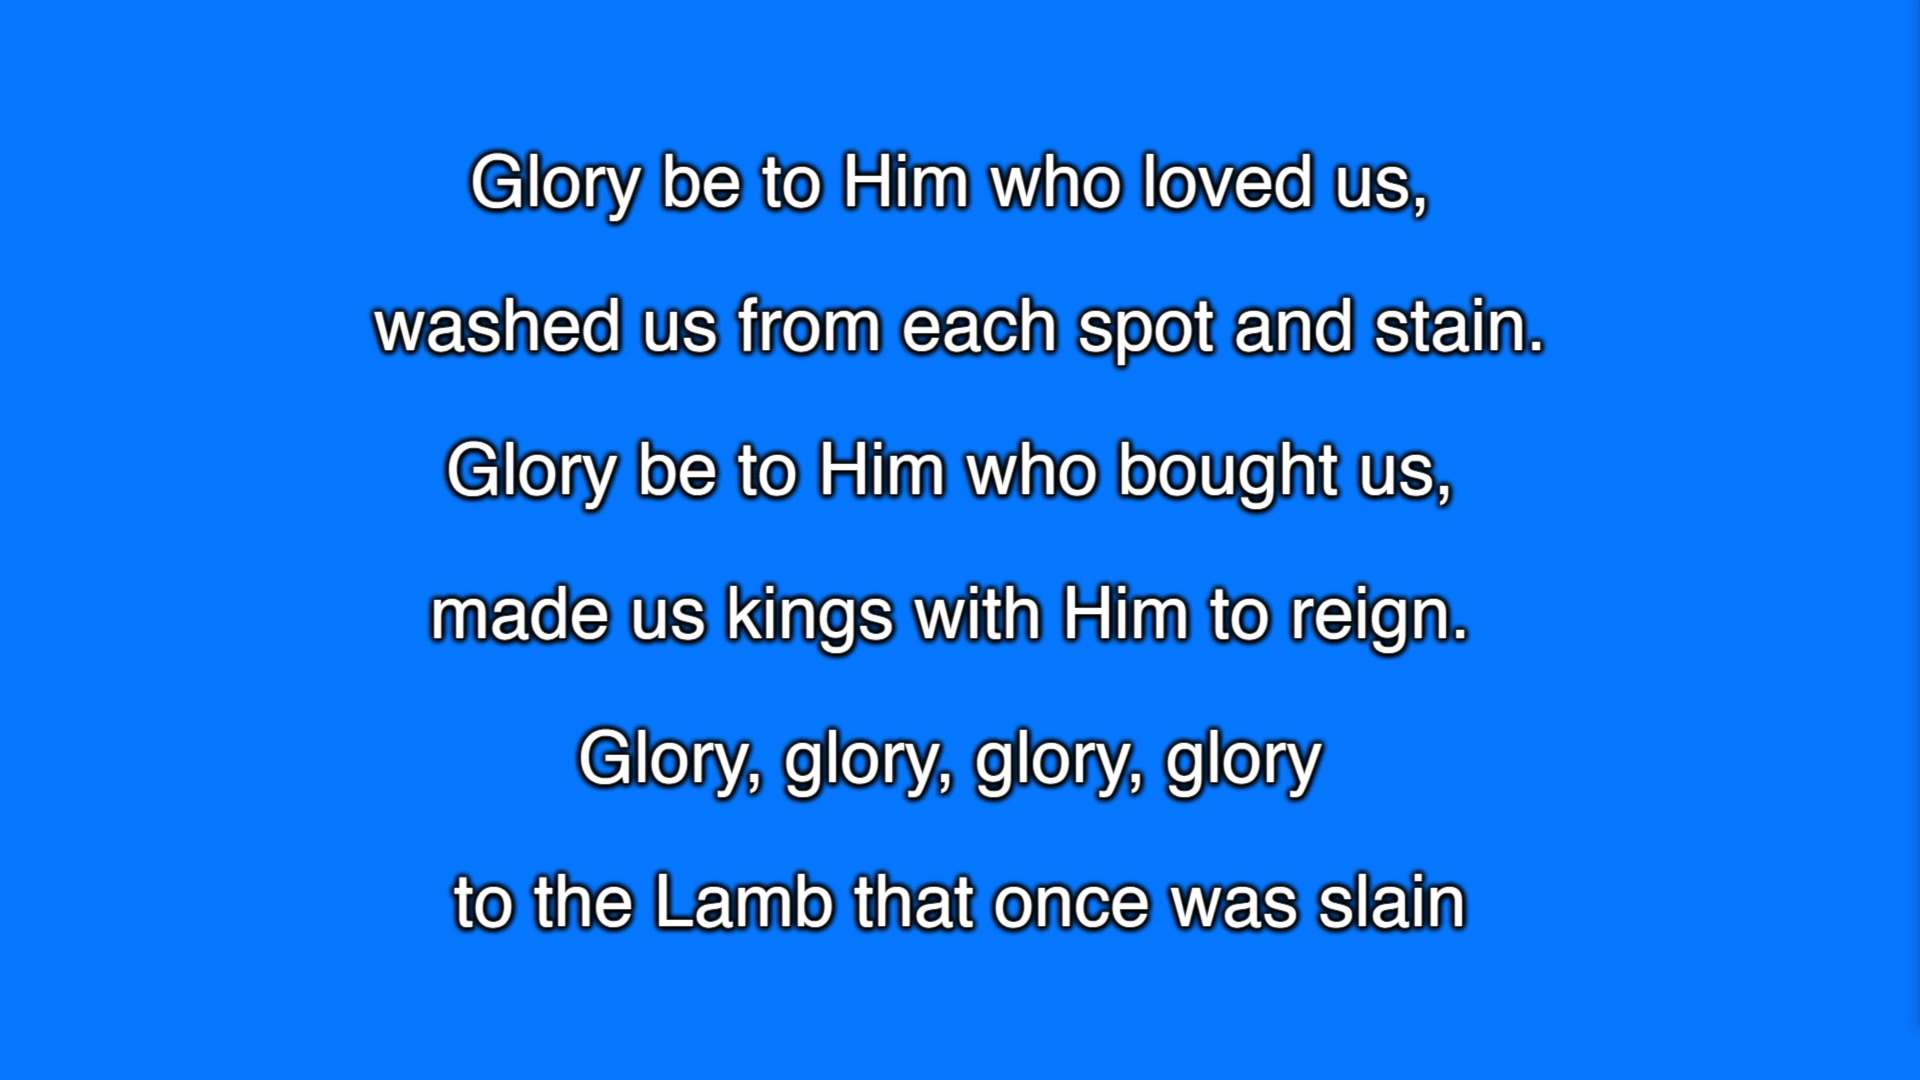 Glory be to Him who loved us,
washed us from each spot and stain.
Glory be to Him who bought us,
made us kings with Him to reign.
Glory, glory, glory, glory
to the Lamb that once was slain